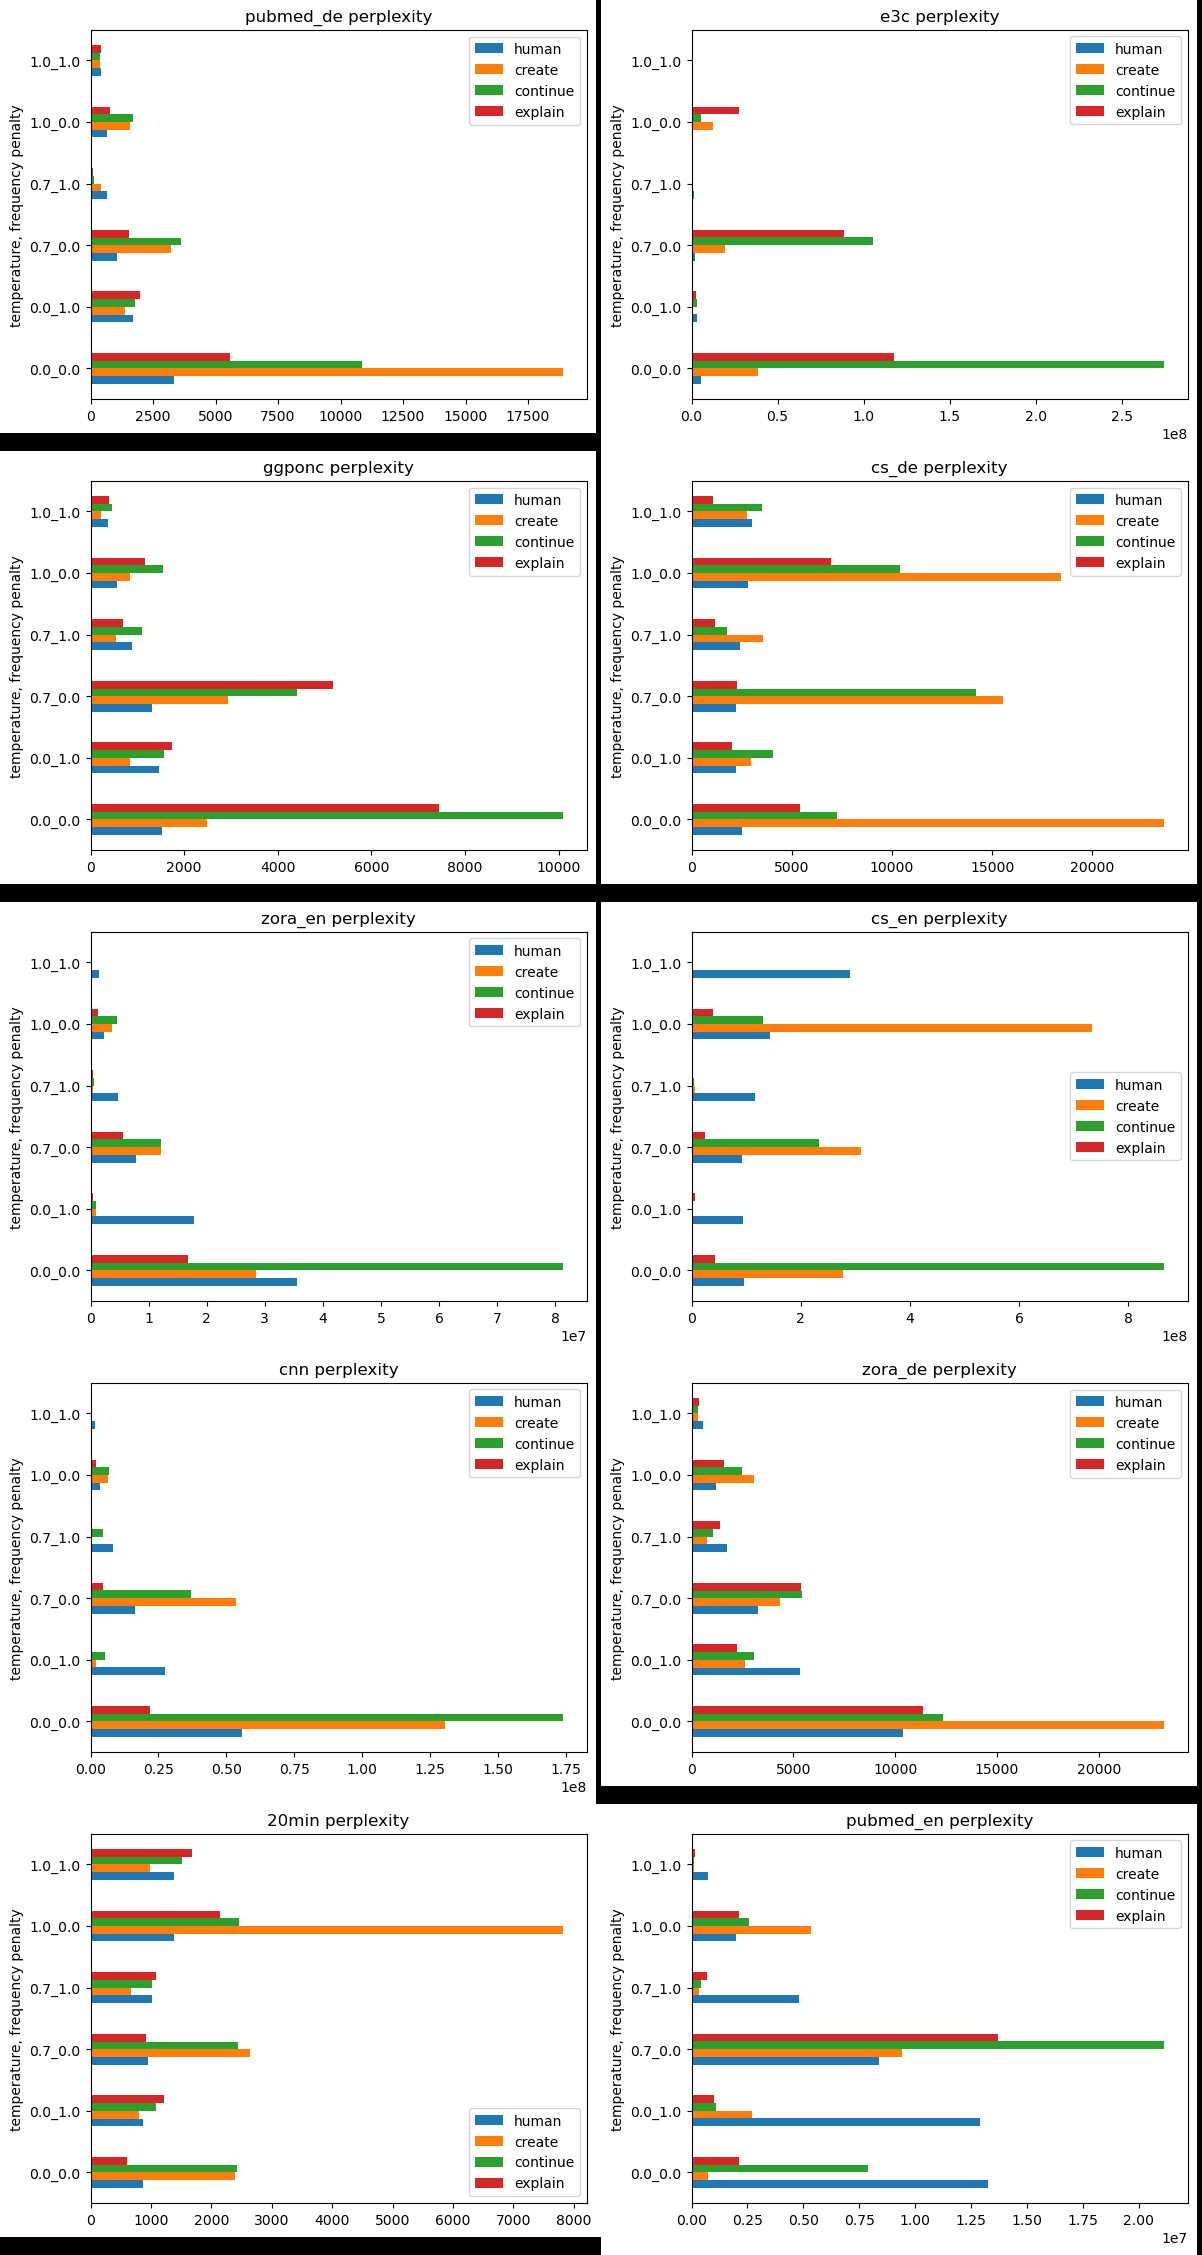 pubmed_de perplexity
temperature, frequency penalty
1.0_1.0
1.0_0.0
0.7_1.0
0.7_0.0
0.0_1.0
0.0_0.0
0 2500 5000 7500 10000 12500 15000 17500
human
create
continue
explain
e3c perplexity
temperature, frequency penalty
1.0_1.0
1.0_0.0
0.7_1.0
0.7_0.0
0.0_1.0
0.0_0.0
0.0 0.5 1.0 1.5 2.0 2.5
1e8
human
create
continue
explain
ggponc perplexity
temperature, frequency penalty
1.0_1.0
1.0_0.0
0.7_1.0
0.7_0.0
0.0_1.0
0.0_0.0
0 2000 4000 6000 8000 10000
human
create
continue
explain
cs_de perplexity
temperature, frequency penalty
1.0_1.0
1.0_0.0
0.7_1.0
0.7_0.0
0.0_1.0
0.0_0.0
0 5000 10000 15000 20000
human
create
continue
explain
zora_en perplexity
temperature, frequency penalty
1.0_1.0
1.0_0.0
0.7_1.0
0.7_0.0
0.0_1.0
0.0_0.0
0 1 2 3 4 5 6 7 8
1e7
human
create
continue
explain
cs_en perplexity
temperature, frequency penalty
1.0_1.0
1.0_0.0
0.7_1.0
0.7_0.0
0.0_1.0
0.0_0.0
0 2 4 6 8
1e8
human
create
continue
explain
cnn perplexity
temperature, frequency penalty
1.0_1.0
1.0_0.0
0.7_1.0
0.7_0.0
0.0_1.0
0.0_0.0
0.00 0.25 0.50 0.75 1.00 1.25 1.50 1.75
1e8
human
create
continue
explain
zora_de perplexity
temperature, frequency penalty
1.0_1.0
1.0_0.0
0.7_1.0
0.7_0.0
0.0_1.0
0.0_0.0
0 5000 10000 15000 20000
human
create
continue
explain
20min perplexity
temperature, frequency penalty
1.0_1.0
1.0_0.0
0.7_1.0
0.7_0.0
0.0_1.0
0.0_0.0
0 1000 2000 3000 4000 5000 6000 7000 8000
human
create
continue
explain
pubmed_en perplexity
temperature, frequency penalty
1.0_1.0
1.0_0.0
0.7_1.0
0.7_0.0
0.0_1.0
0.0_0.0
0.00 0.25 0.50 0.75 1.00 1.25 1.50 1.75 2.00
1e7
human
create
continue
explain